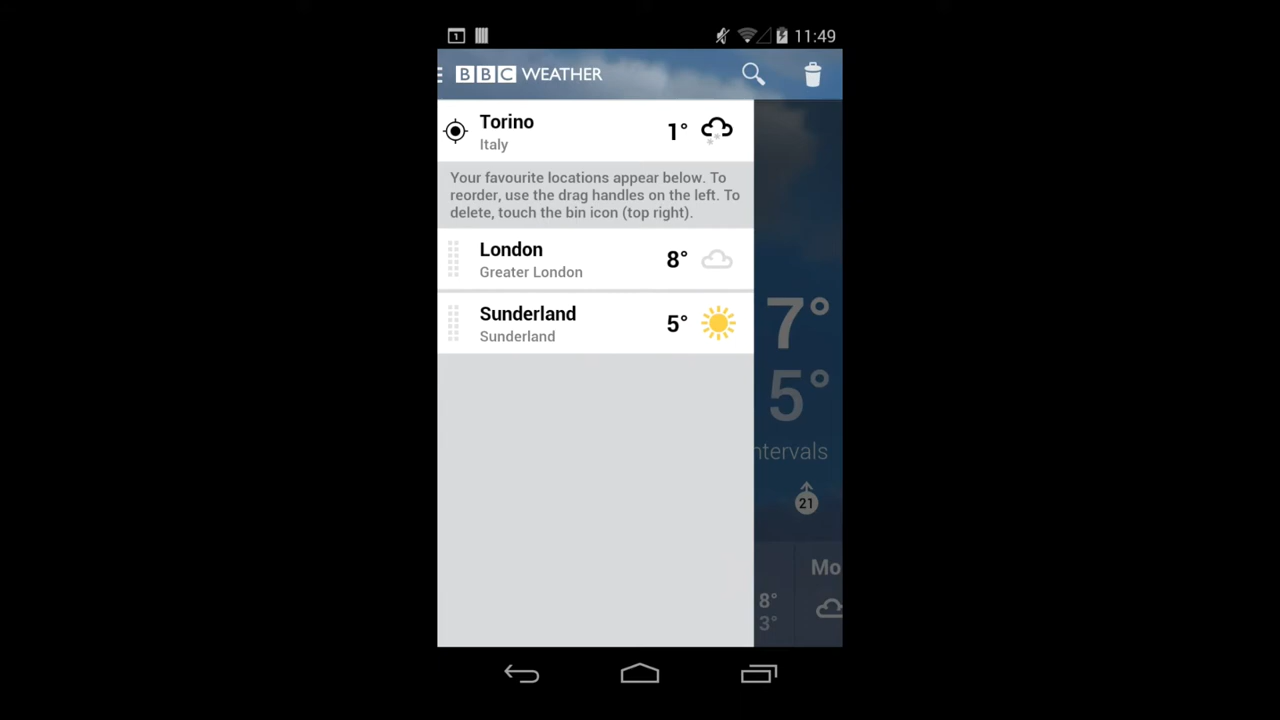 1 11:49
BBC WEATHER
Torino 1°
Italy
Your favourite locations appear below. To
reorder, use the drag handles on the left. To
delete, touch the bin icon (top right).
London 8°
Greater London
Sunderland 5°
Sunderland
7°
5°
ntervals
21
Mo
8°
3°